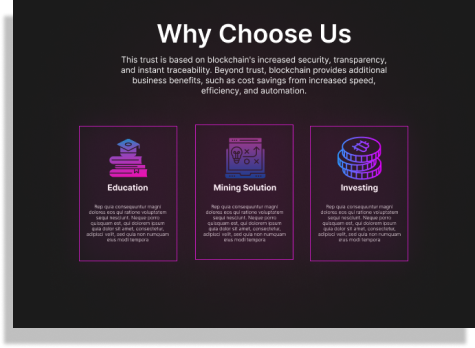 Why Choose Us
This trust is based on blockchain's increased security, transparency,
and instant traceability. Beyond trust, blockchain provides additional
business benefits, such as cost savings from increased speed,
efficiency, and automation.
Education
Rep quia consequuntur magni
dolores eos qui ratione voluptatem
sequi nesciunt. Neque porro
quisquam est, qui dolorem ipsum
quia dolor sit amet, consectetur,
adipisci velit, sed quia non numquam
eius modi tempora
Mining Solution
Rep quia consequuntur magni
dolores eos qui ratione voluptatem
sequi nesciunt. Neque porro
quisquam est, qui dolorem ipsum
quia dolor sit amet, consectetur,
adipisci velit, sed quia non numquam
eius modi tempora
Investing
Rep quia consequuntur magni
dolores eos qui ratione voluptatem
sequi nesciunt. Neque porro
quisquam est, qui dolorem ipsum
quia dolor sit amet, consectetur,
adipisci velit, sed quia non numquam
eius modi tempora